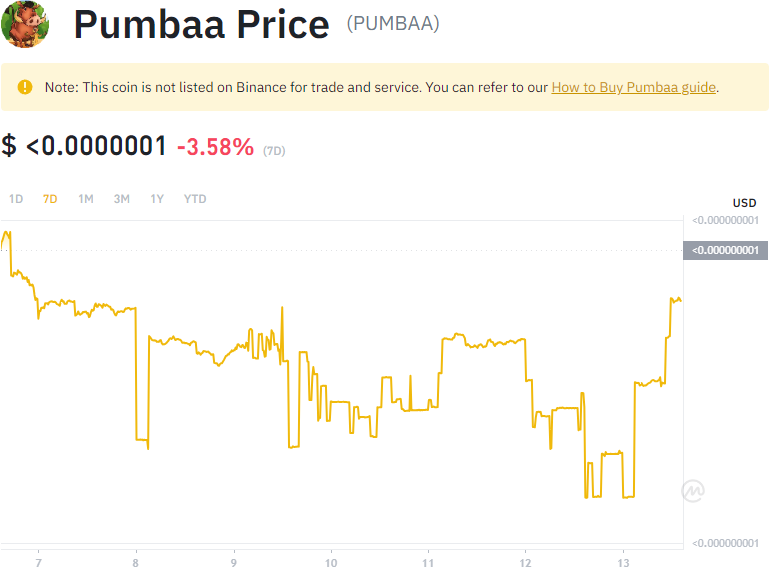 Pumbaa Price (PUMBAA)
Note: This coin is not listed on Binance for trade and service. You can refer to our How to Buy Pumbaa guide.
$ <0.0000001 -3.58% (7D)
1D 7D 1M 3M 1Y YTD
USD
<0.000000001
<0.000000001
<0.000000001
7 8 9 10 11 12 13